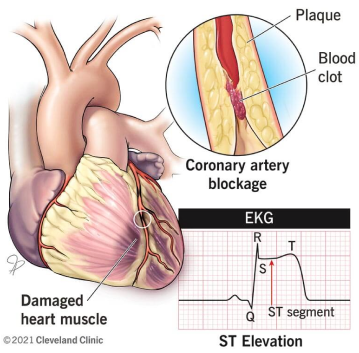 Plaque
Blood
clot
Coronary artery
blockage
EKG
R
T
S
Q
ST segment
ST Elevation
Damaged
heart muscle
©2021 Cleveland Clinic